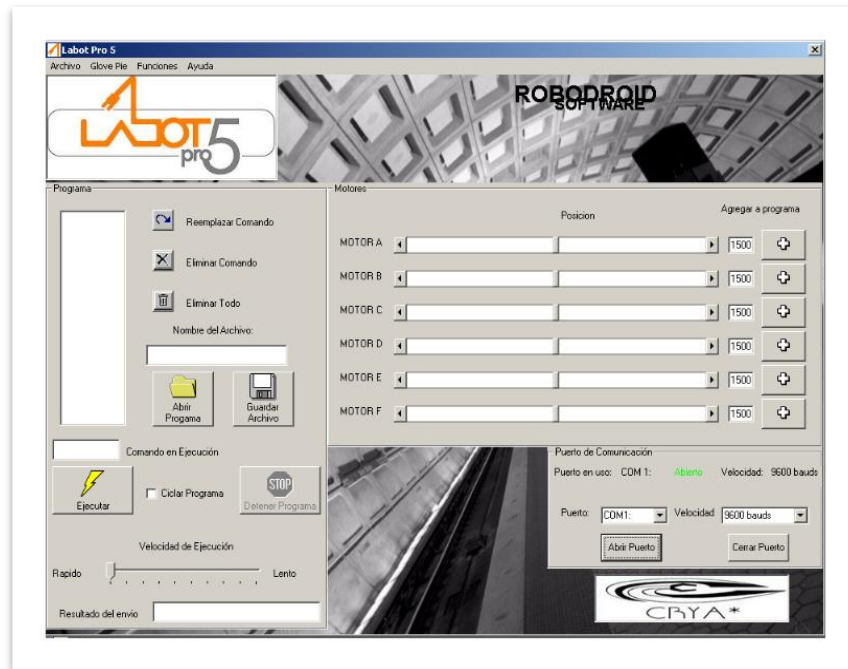 Labot Pro 5
Archivo Glove Pie Funciones Ayuda
LABOT pro 5
ROBODROID
SOFTWARE
Programa
Reemplazar Comando
Eliminar Comando
Eliminar Todo
Nombre del Archivo:
Abrir
Progama
Guardar
Archivo
Comando en Ejecución
Ejecutar
Ciclar Programa
STOP
Detener Programa
Velocidad de Ejecución
Rapido Lento
Resultado del envio
Motores
Posicion Agregar a programa
MOTOR A 1500
MOTOR B 1500
MOTOR C 1500
MOTOR D 1500
MOTOR E 1500
MOTOR F 1500
Puerto de Comunicación
Puerto en uso: COM 1: Abierto Velocidad: 9600 bauds
Puerto: COM1: Velocidad 9600 bauds
Abrir Puerto Cerrar Puerto
CRYA*